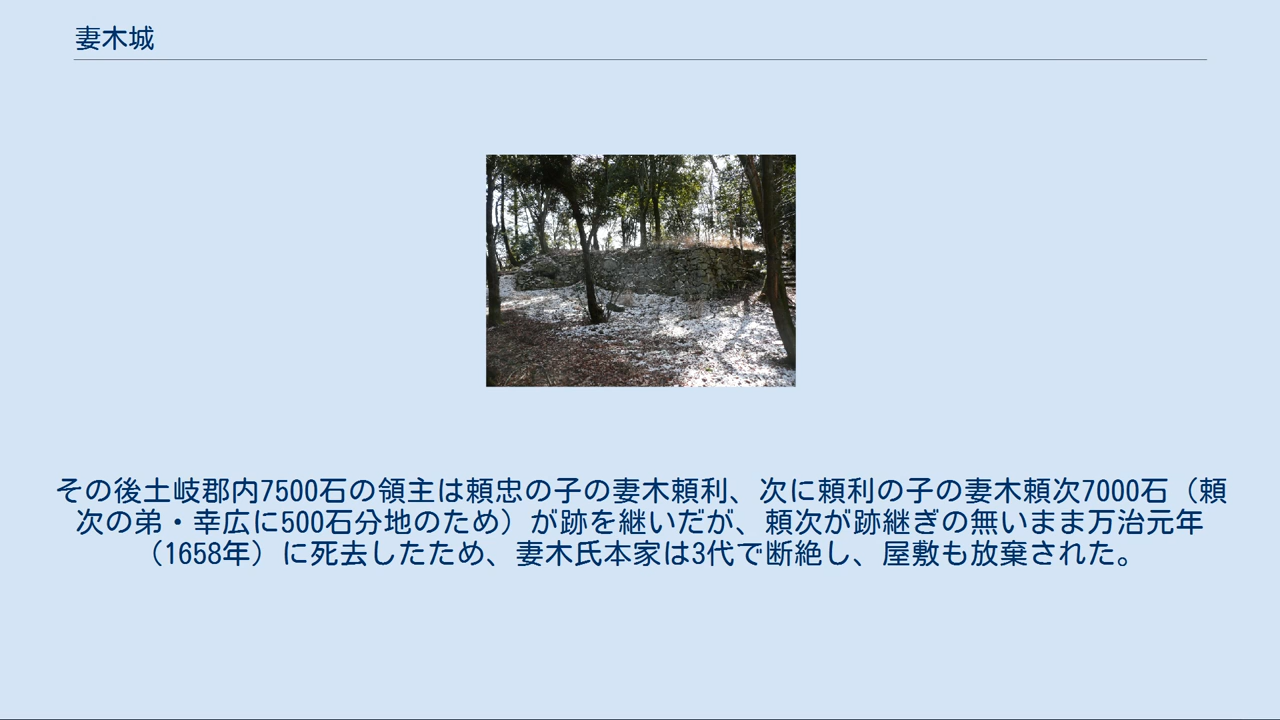 妻木城
その後土岐郡内7500石の領主は頼忠の子の妻木頼利、次に頼利の子の妻木頼次7000石（頼
次の弟・幸広に500石分地のため）が跡を継いだが、頼次が跡継ぎの無いまま万治元年
（1658年）に死去したため、妻木氏本家は3代で断絶し、屋敷も放棄された。